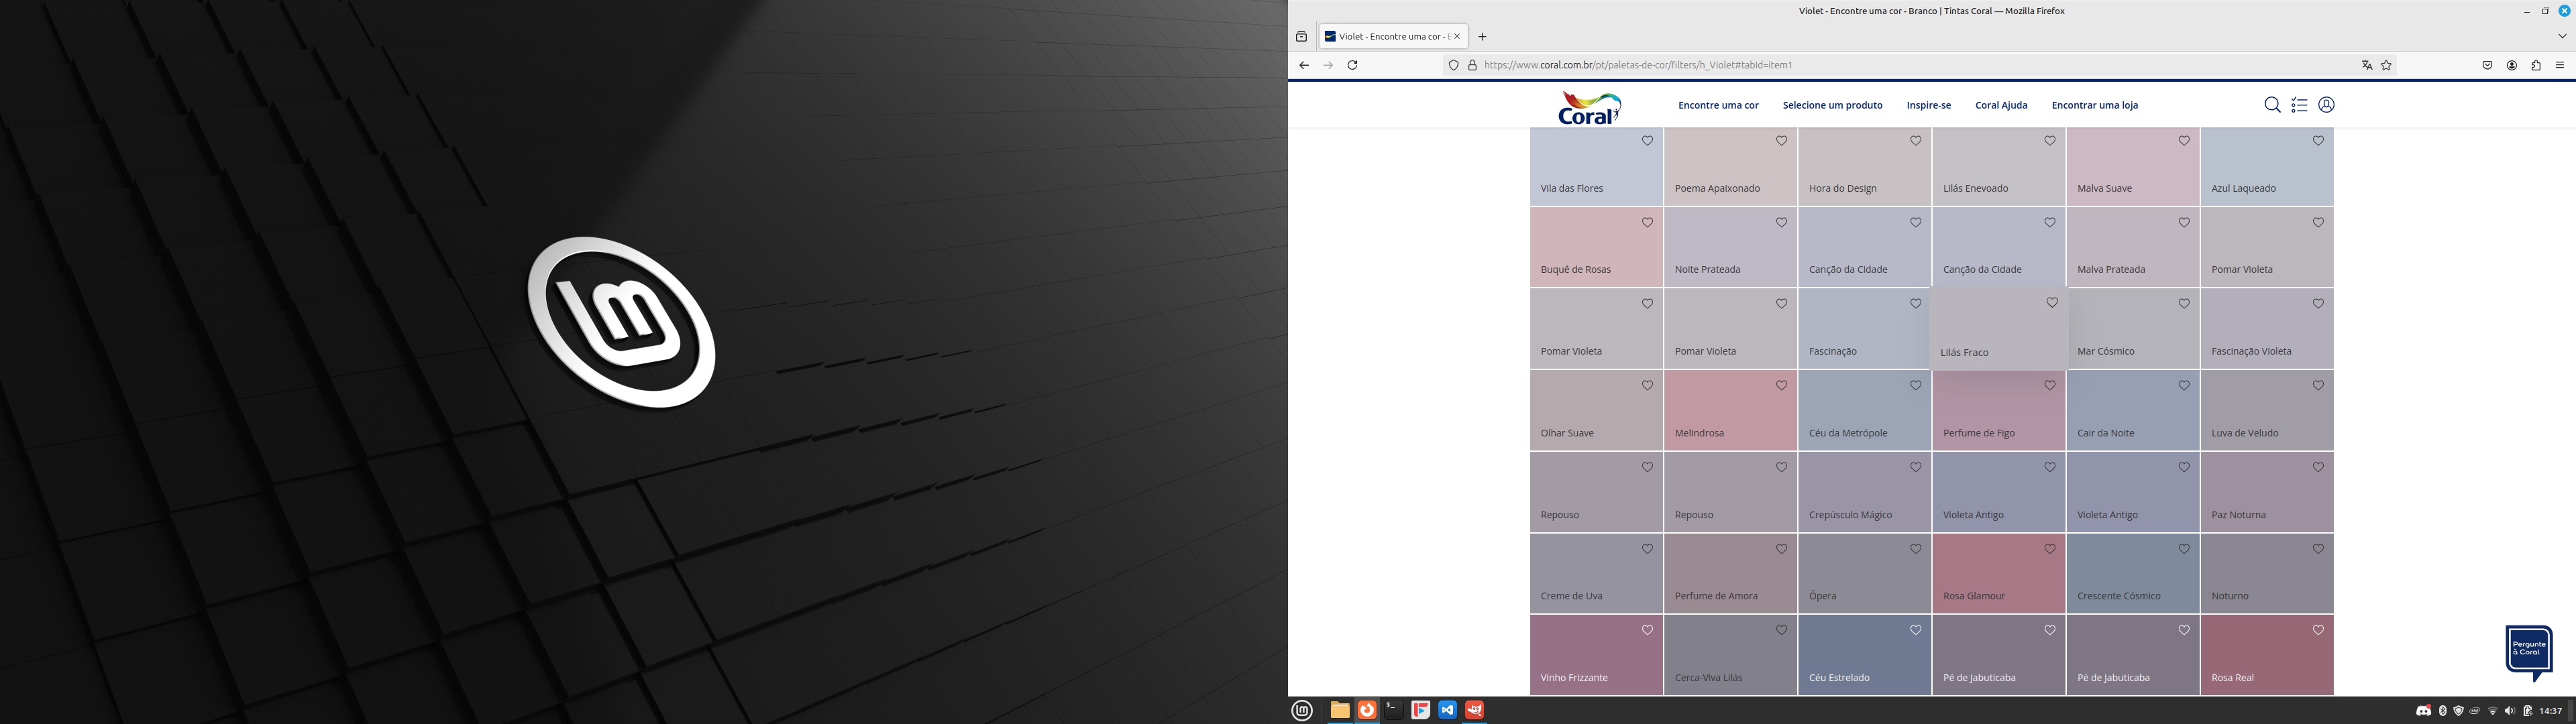 Violet - Encontre uma cor - Branco | Tintas Coral — Mozilla Firefox
Violet - Encontre uma cor - B
https://www.coral.com.br/pt/paletas-de-cor/filters/h_Violet#tabId=item1
Coral
Encontre uma cor Selecione um produto Inspire-se Coral Ajuda Encontrar uma loja
Vila das Flores Poema Apaixonado Hora do Design Lilás Enevoado Malva Suave Azul Laqueado
Buquê de Rosas Noite Prateada Canção da Cidade Canção da Cidade Malva Prateada Pomar Violeta
Pomar Violeta Pomar Violeta Fascinação Lilás Fraco Mar Cósmico Fascinação Violeta
Olhar Suave Melindrosa Céu da Metrópole Perfume de Figo Cair da Noite Luva de Veludo
Repouso Repouso Crepúsculo Mágico Violeta Antigo Violeta Antigo Paz Noturna
Creme de Uva Perfume de Amora Ópera Rosa Glamour Crescente Cósmico Noturno
Vinho Frizzante Cerca-Viva Lilás Céu Estrelado Pé de Jabuticaba Pé de Jabuticaba Rosa Real
Pergunte
à Coral
14:37